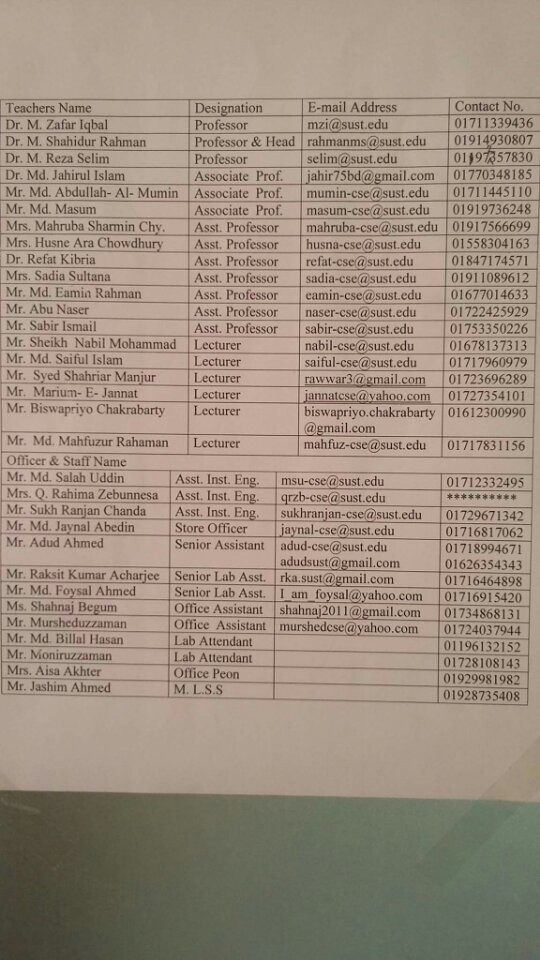 Teachers Name Designation E-mail Address Contact No.
Dr. M. Zafar Iqbal Professor mzi@sust.edu 01711339436
Dr. M. Shahidur Rahman Professor & Head rahmanms@sust.edu 01914930807
Dr. M. Reza Selim Professor selim@sust.edu
Dr. Md. Jahirul Islam Associate Prof. jahir75bd@gmail.com 01770348185
Mr. Md. Abdullah- Al- Mumin Associate Prof. mumin-cse@sust.edu 01711445110
Mr. Md. Masum Associate Prof. masum-cse@sust.edu 01919736248
Mrs. Mahruba Sharmin Chy. Asst. Professor mahruba-cse@sust.edu 01917566699
Mrs. Husne Ara Chowdhury Asst. Professor husna-cse@sust.edu 01558304163
Dr. Refat Kibria Asst. Professor refat-cse@sust.edu 01847174571
Mrs. Sadia Sultana Asst. Professor sadia-cse@sust.edu 01911089612
Mr. Md. Eamin Rahman Asst. Professor eamin-cse@sust.edu 01677014633
Mr. Abu Naser Asst. Professor naser-cse@sust.edu 01722425929
Mr. Sabir Ismail Asst. Professor sabir-cse@sust.edu 01753350226
Mr. Sheikh Nabil Mohammad Lecturer nabil-cse@sust.edu 01678137313
Mr. Md. Saiful Islam Lecturer saiful-cse@sust.edu 01717960979
Mr. Syed Shahriar Manjur Lecturer rawwar3@gmail.com 01723696289
Mr. Marium- E- Jannat Lecturer jannatcse@yahoo.com 01727354101
Mr. Biswapriyo Chakrabarty Lecturer biswapriyo.chakrabarty 01612300990
@gmail.com
Mr. Md. Mahfuzur Rahaman Lecturer mahfuz-cse@sust.edu 01717831156
Officer & Staff Name
Mr. Md. Salah Uddin Asst. Inst. Eng. msu-cse@sust.edu 01712332495
Mrs. Q. Rahima Zebunnesa Asst. Inst. Eng. qrzb-cse@sust.edu **********
Mr. Sukh Ranjan Chanda Asst. Inst. Eng. sukhranjan-cse@sust.edu 01729671342
Mr. Md. Jaynal Abedin Store Officer jaynal-cse@sust.edu 01716817062
Mr. Adud Ahmed Senior Assistant adud-cse@sust.edu 01718994671
adudsust@gmail.com 01626354343
Mr. Raksit Kumar Acharjee Senior Lab Asst. rka.sust@gmail.com 01716464898
Mr. Md. Foysal Ahmed Senior Lab Asst. I_am_foysal@yahoo.com 01716915420
Ms. Shahnaj Begum Office Assistant shahnaj2011@gmail.com 01734868131
Mr. Mursheduzzaman Office Assistant murshedcse@yahoo.com 01724037944
Mr. Md. Billal Hasan Lab Attendant 01196132152
Mr. Moniruzzaman Lab Attendant 01728108143
Mrs. Aisa Akhter Office Peon 01929981982
Mr. Jashim Ahmed M. L.S.S 01928735408